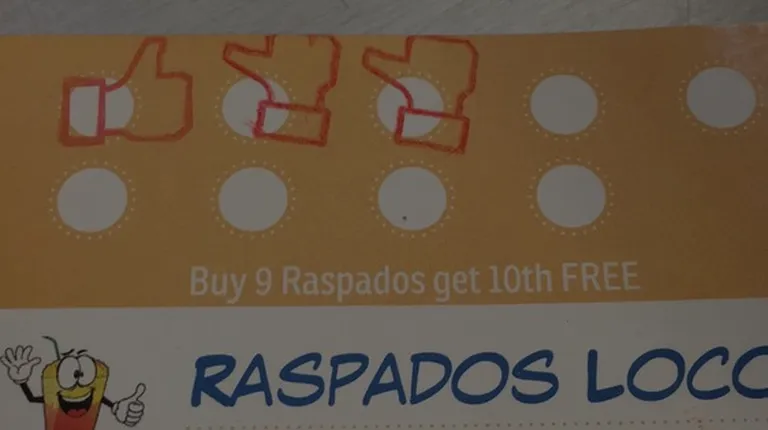 Buy 9 Raspados get 10th FREE
RASPADOS LOCO